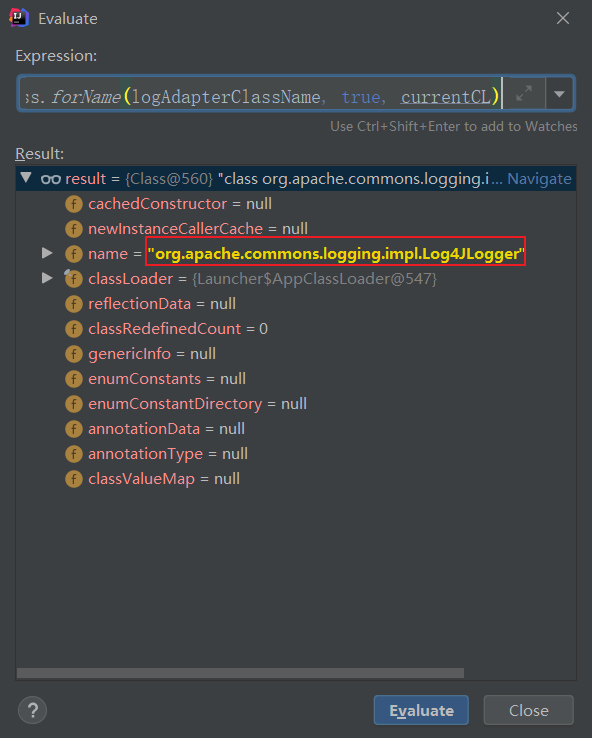 Evaluate
Expression:
s.forName(logAdapterClassName, true, currentCL)
Use Ctrl+Shift+Enter to add to Watches
Result:
result = {Class@560} "class org.apache.commons.logging.i... Navigate
cachedConstructor = null
newInstanceCallerCache = null
name = "org.apache.commons.logging.impl.Log4JLogger"
classLoader = {Launcher$AppClassLoader@547}
reflectionData = null
classRedefinedCount = 0
genericInfo = null
enumConstants = null
enumConstantDirectory = null
annotationData = null
annotationType = null
classValueMap = null
? Evaluate Close